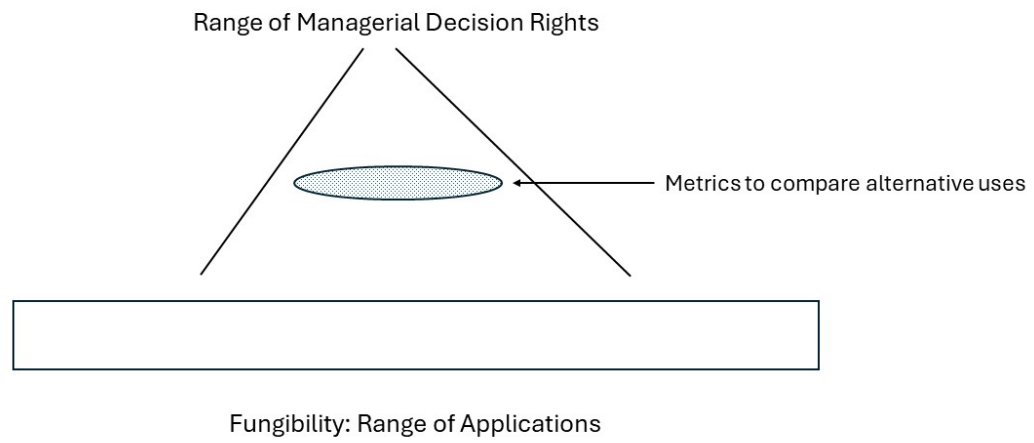 Range of Managerial Decision Rights
Metrics to compare alternative uses
Fungibility: Range of Applications